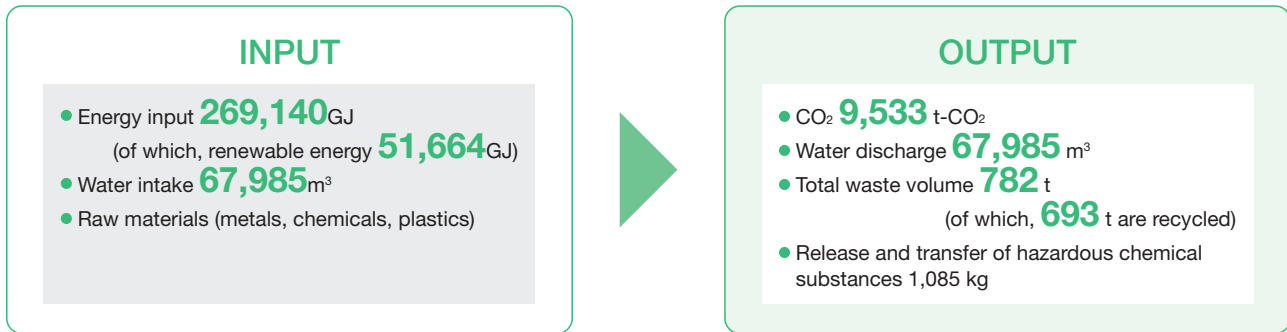 INPUT
● Energy input 269,140GJ
(of which, renewable energy 51,664GJ)
● Water intake 67,985m³
● Raw materials (metals, chemicals, plastics)
OUTPUT
● CO₂ 9,533 t-CO₂
● Water discharge 67,985 m³
● Total waste volume 782 t
(of which, 693 t are recycled)
● Release and transfer of hazardous chemical
substances 1,085 kg